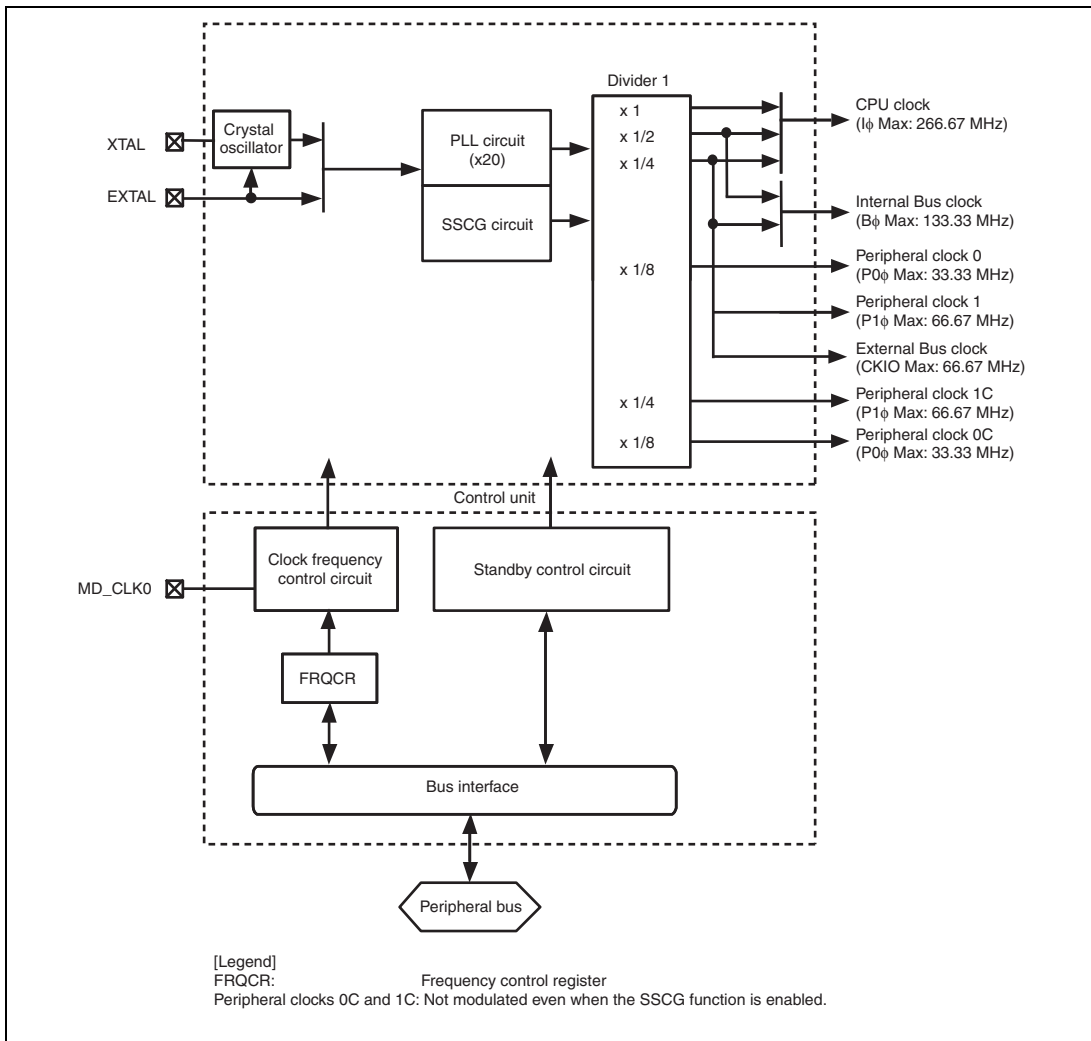 Divider 1
XTAL
Crystal
oscillator
EXTAL
PLL circuit
(x20)
SSCG circuit
x 1
x 1/2
x 1/4
x 1/8
x 1/4
x 1/8
CPU clock
(Iϕ Max: 266.67 MHz)
Internal Bus clock
(Bϕ Max: 133.33 MHz)
Peripheral clock 0
(P0ϕ Max: 33.33 MHz)
Peripheral clock 1
(P1ϕ Max: 66.67 MHz)
External Bus clock
(CKIO Max: 66.67 MHz)
Peripheral clock 1C
(P1ϕ Max: 66.67 MHz)
Peripheral clock 0C
(P0ϕ Max: 33.33 MHz)
Control unit
MD_CLK0
Clock frequency
control circuit
Standby control circuit
FRQCR
Bus interface
Peripheral bus
[Legend]
FRQCR: Frequency control register
Peripheral clocks 0C and 1C: Not modulated even when the SSCG function is enabled.